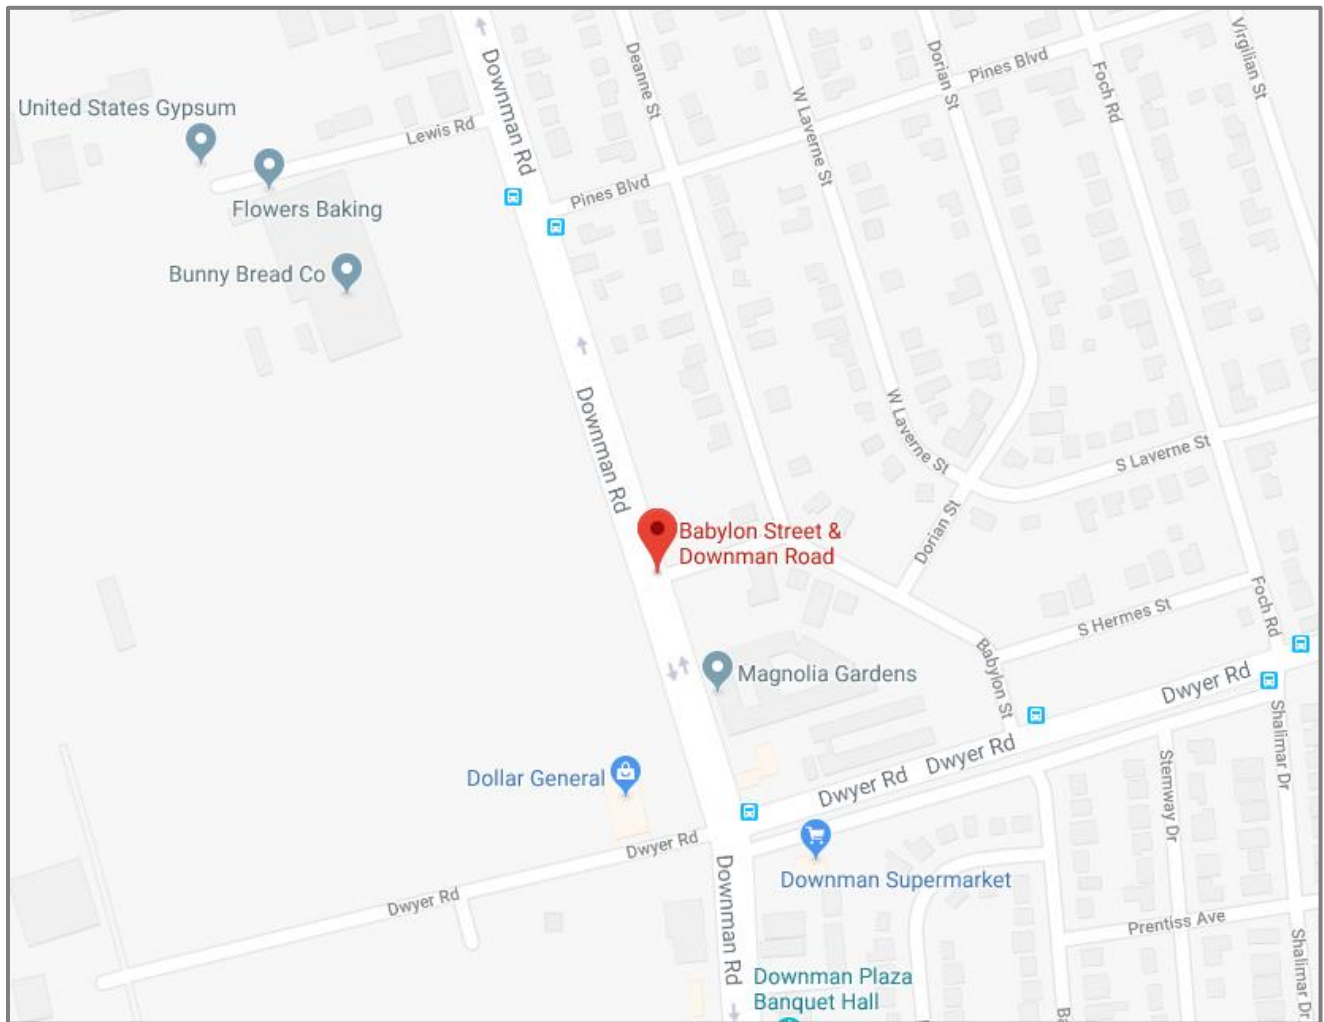 Downman Rd
Deanne St
W Laverne St
Dorian St
Pines Blvd
Foch Rd
Virgilian St
United States Gypsum
Lewis Rd
Flowers Baking
Pines Blvd
Bunny Bread Co
Downman Rd
W Laverne St
S Laverne St
Babylon Street &
Downman Road
Dorian St
S Hermes St
Foch Rd
Babylon St
Magnolia Gardens
Dwyer Rd
Dwyer Rd
Dwyer Rd
Dollar General
Stemway Dr
Shalimar Dr
Dwyer Rd
Downman Supermarket
Dwyer Rd
Downman Rd
Prentiss Ave
Shalimar Dr
Downman Plaza
Banquet Hall
Ba